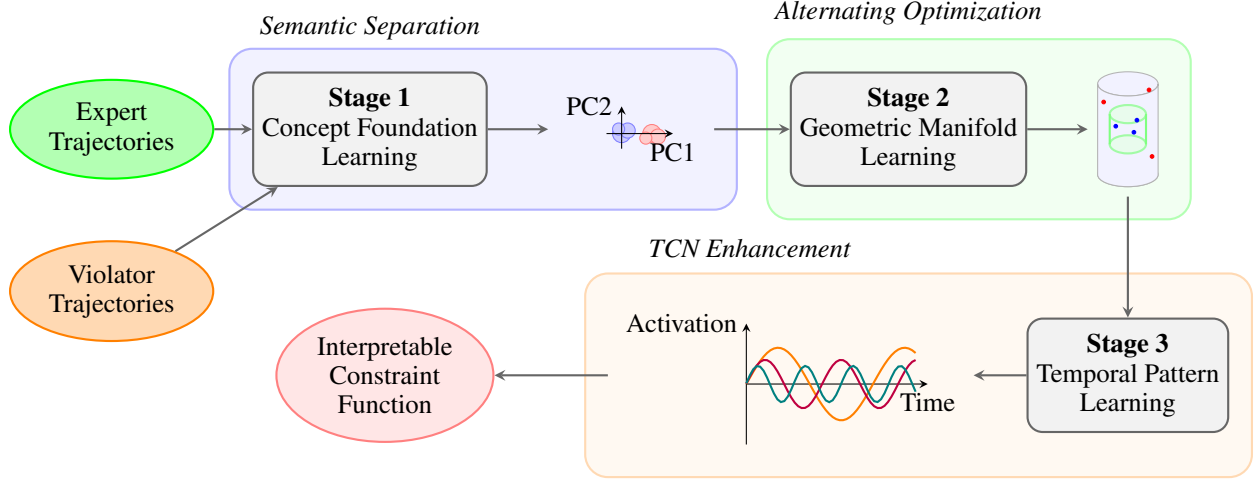 Semantic Separation
Alternating Optimization
Expert
Trajectories
Stage 1
Concept Foundation
Learning
PC2
PC1
Stage 2
Geometric Manifold
Learning
Violator
Trajectories
TCN Enhancement
Interpretable
Constraint
Function
Activation
Time
Stage 3
Temporal Pattern
Learning